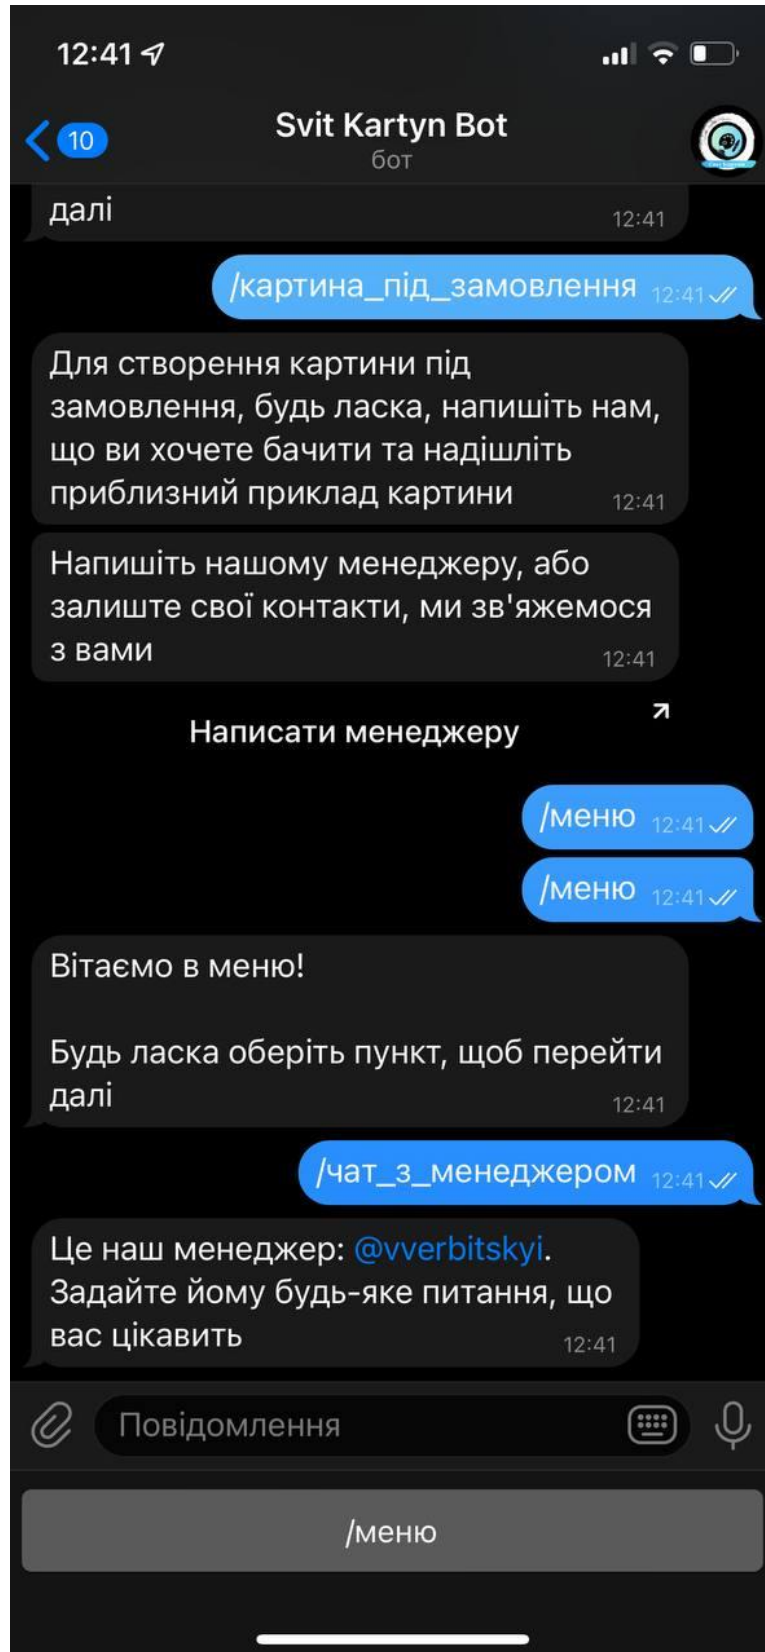 12:41
10
Svit Kartyn Bot
бот
далі
12:41
/картина_під_замовлення 12:41
Для створення картини під
замовлення, будь ласка, напишіть нам,
що ви хочете бачити та надішліть
приблизний приклад картини 12:41
Напишіть нашому менеджеру, або
залиште свої контакти, ми зв'яжемося
з вами 12:41
Написати менеджеру
/меню 12:41
/меню 12:41
Вітаємо в меню!
Будь ласка оберіть пункт, щоб перейти
далі 12:41
/чат_з_менеджером 12:41
Це наш менеджер: @vverbitskyi.
Задайте йому будь-яке питання, що
вас цікавить 12:41
Повідомлення
/меню